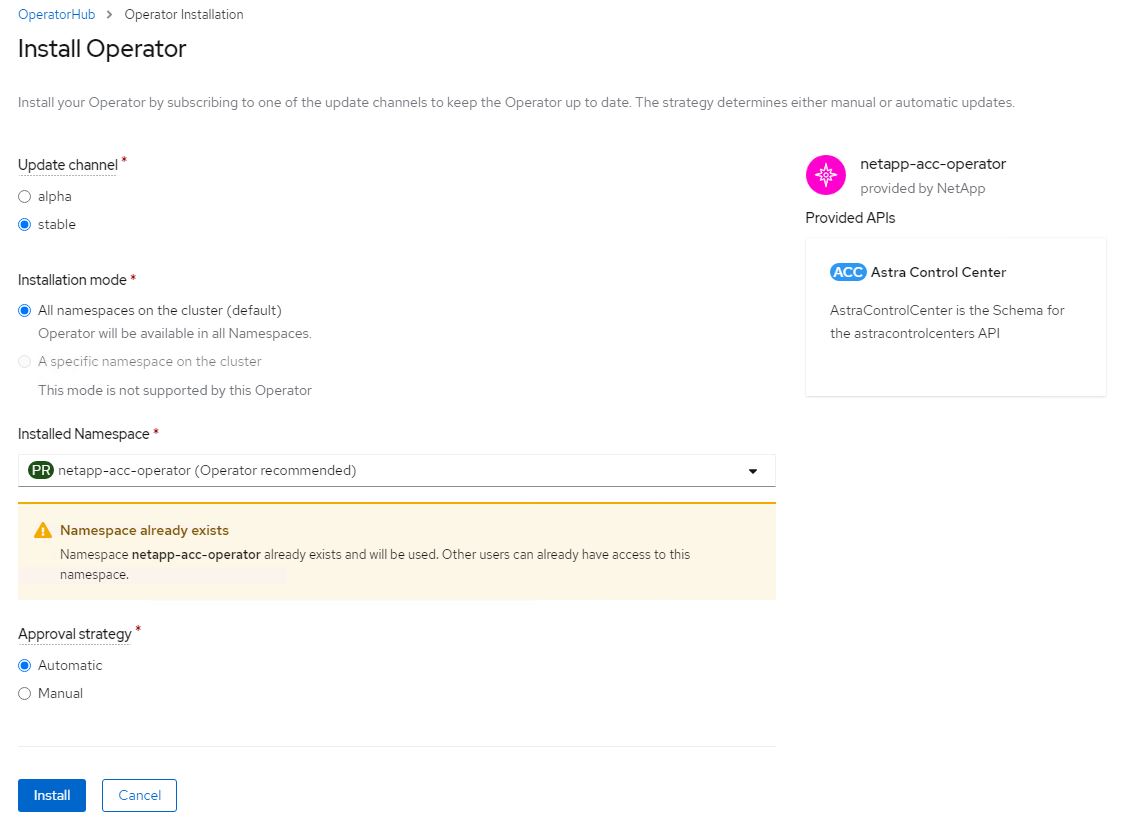 OperatorHub > Operator Installation
Install Operator
Install your Operator by subscribing to one of the update channels to keep the Operator up to date. The strategy determines either manual or automatic updates.
Update channel *
alpha
stable
Installation mode *
All namespaces on the cluster (default)
Operator will be available in all Namespaces.
A specific namespace on the cluster
This mode is not supported by this Operator
Installed Namespace *
PR netapp-acc-operator (Operator recommended)
Namespace already exists
Namespace netapp-acc-operator already exists and will be used. Other users can already have access to this
namespace.
Approval strategy *
Automatic
Manual
Install Cancel
netapp-acc-operator
provided by NetApp
Provided APIs
ACC Astra Control Center
AstraControlCenter is the Schema for
the astracontrolcenters API